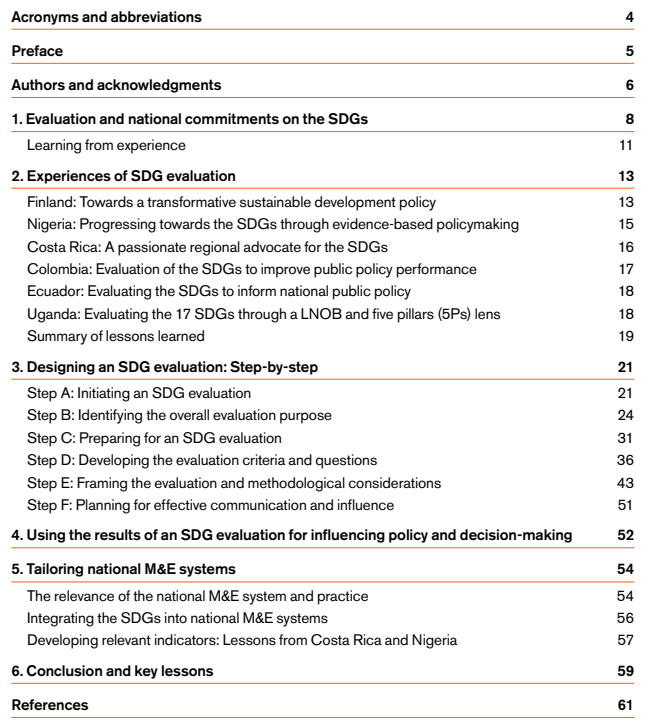 Acronyms and abbreviations 4
Preface 5
Authors and acknowledgments 6
1. Evaluation and national commitments on the SDGs 8
Learning from experience 11
2. Experiences of SDG evaluation 13
Finland: Towards a transformative sustainable development policy 13
Nigeria: Progressing towards the SDGs through evidence-based policymaking 15
Costa Rica: A passionate regional advocate for the SDGs 16
Colombia: Evaluation of the SDGs to improve public policy performance 17
Ecuador: Evaluating the SDGs to inform national public policy 18
Uganda: Evaluating the 17 SDGs through a LNOB and five pillars (5Ps) lens 18
Summary of lessons learned 19
3. Designing an SDG evaluation: Step-by-step 21
Step A: Initiating an SDG evaluation 21
Step B: Identifying the overall evaluation purpose 24
Step C: Preparing for an SDG evaluation 31
Step D: Developing the evaluation criteria and questions 36
Step E: Framing the evaluation and methodological considerations 43
Step F: Planning for effective communication and influence 51
4. Using the results of an SDG evaluation for influencing policy and decision-making 52
5. Tailoring national M&E systems 54
The relevance of the national M&E system and practice 54
Integrating the SDGs into national M&E systems 56
Developing relevant indicators: Lessons from Costa Rica and Nigeria 57
6. Conclusion and key lessons 59
References 61